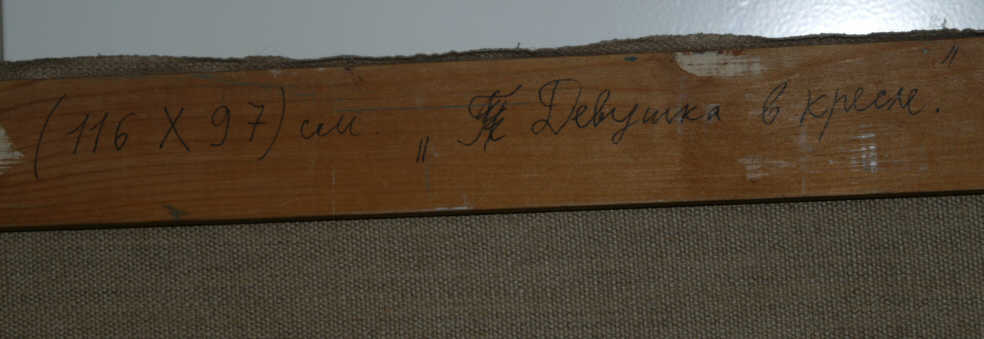 (116 X 97) см. „ Девушка в кресле. "